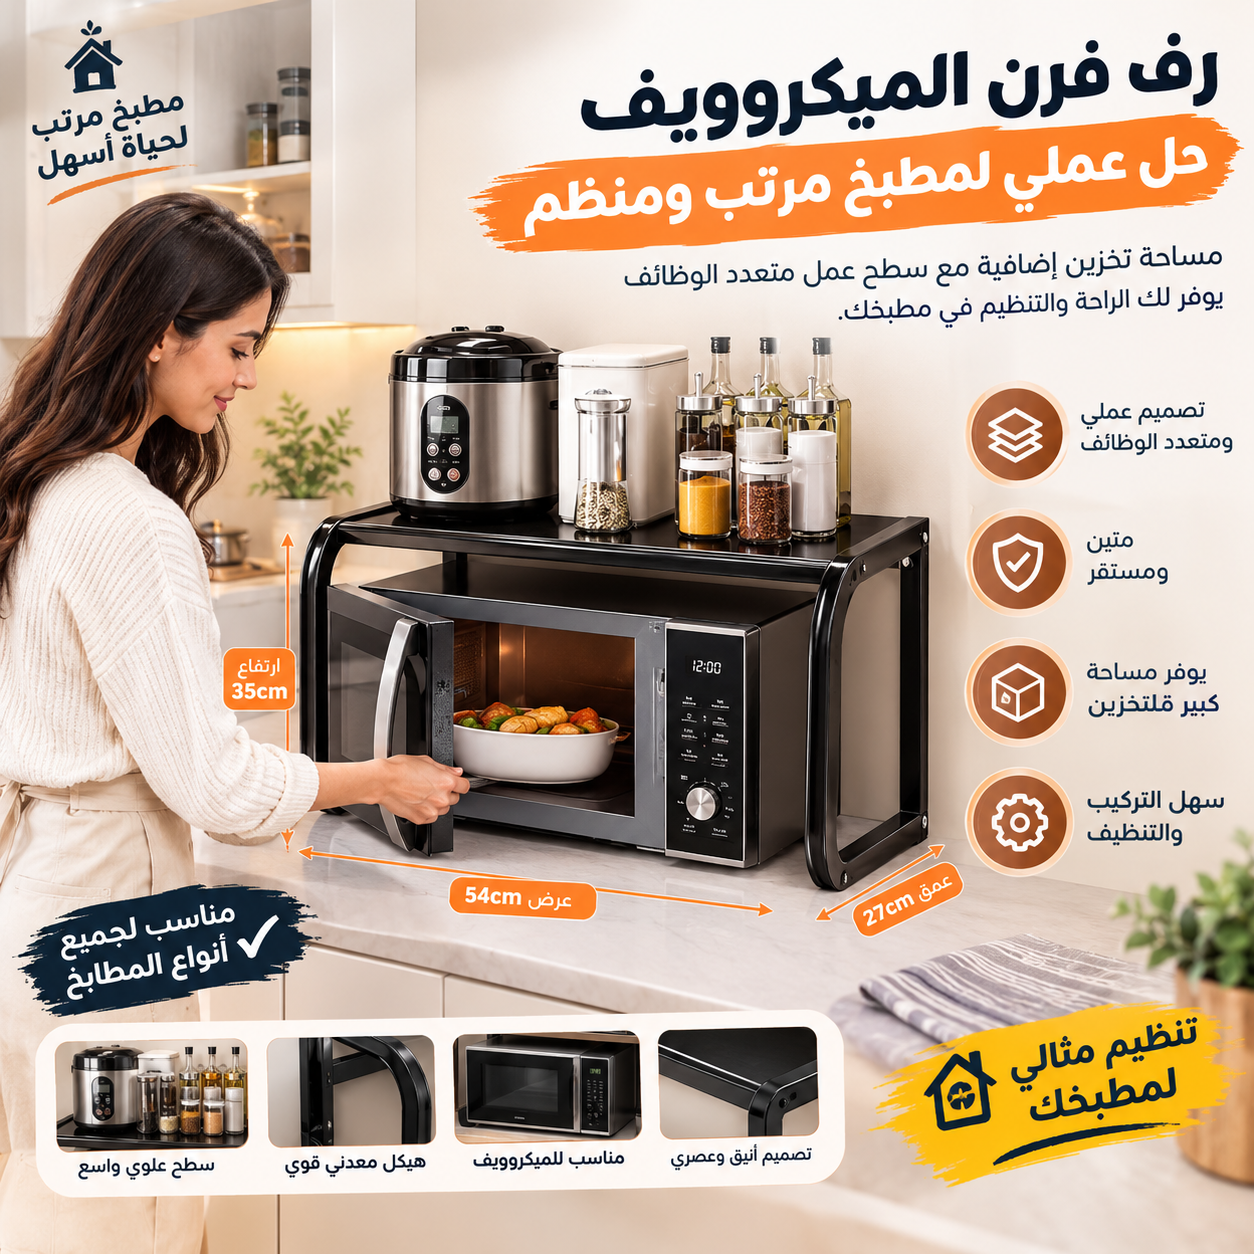 مطبخ مرتب
لحياة أسهل
رف فرن الميكروويف
حل عملي لمطبخ مرتب ومنظم
مساحة تخزين إضافية مع سطح عمل متعدد الوظائف
يوفر لك الراحة والتنظيم في مطبخك.
تصميم عملي
ومتعدد الوظائف
متين
ومستقر
يوفر مساحة
كبير ةلتخزين
سهل التركيب
والتنظيف
12:00
ارتفاع
35cm
عرض 54cm
عمق 27cm
مناسب لجميع
أنواع المطابخ
تنظيم مثالي
لمطبخك
تصميم أنيق وعصري
مناسب للميكروويف
هيكل معدني قوي
سطح علوي واسع